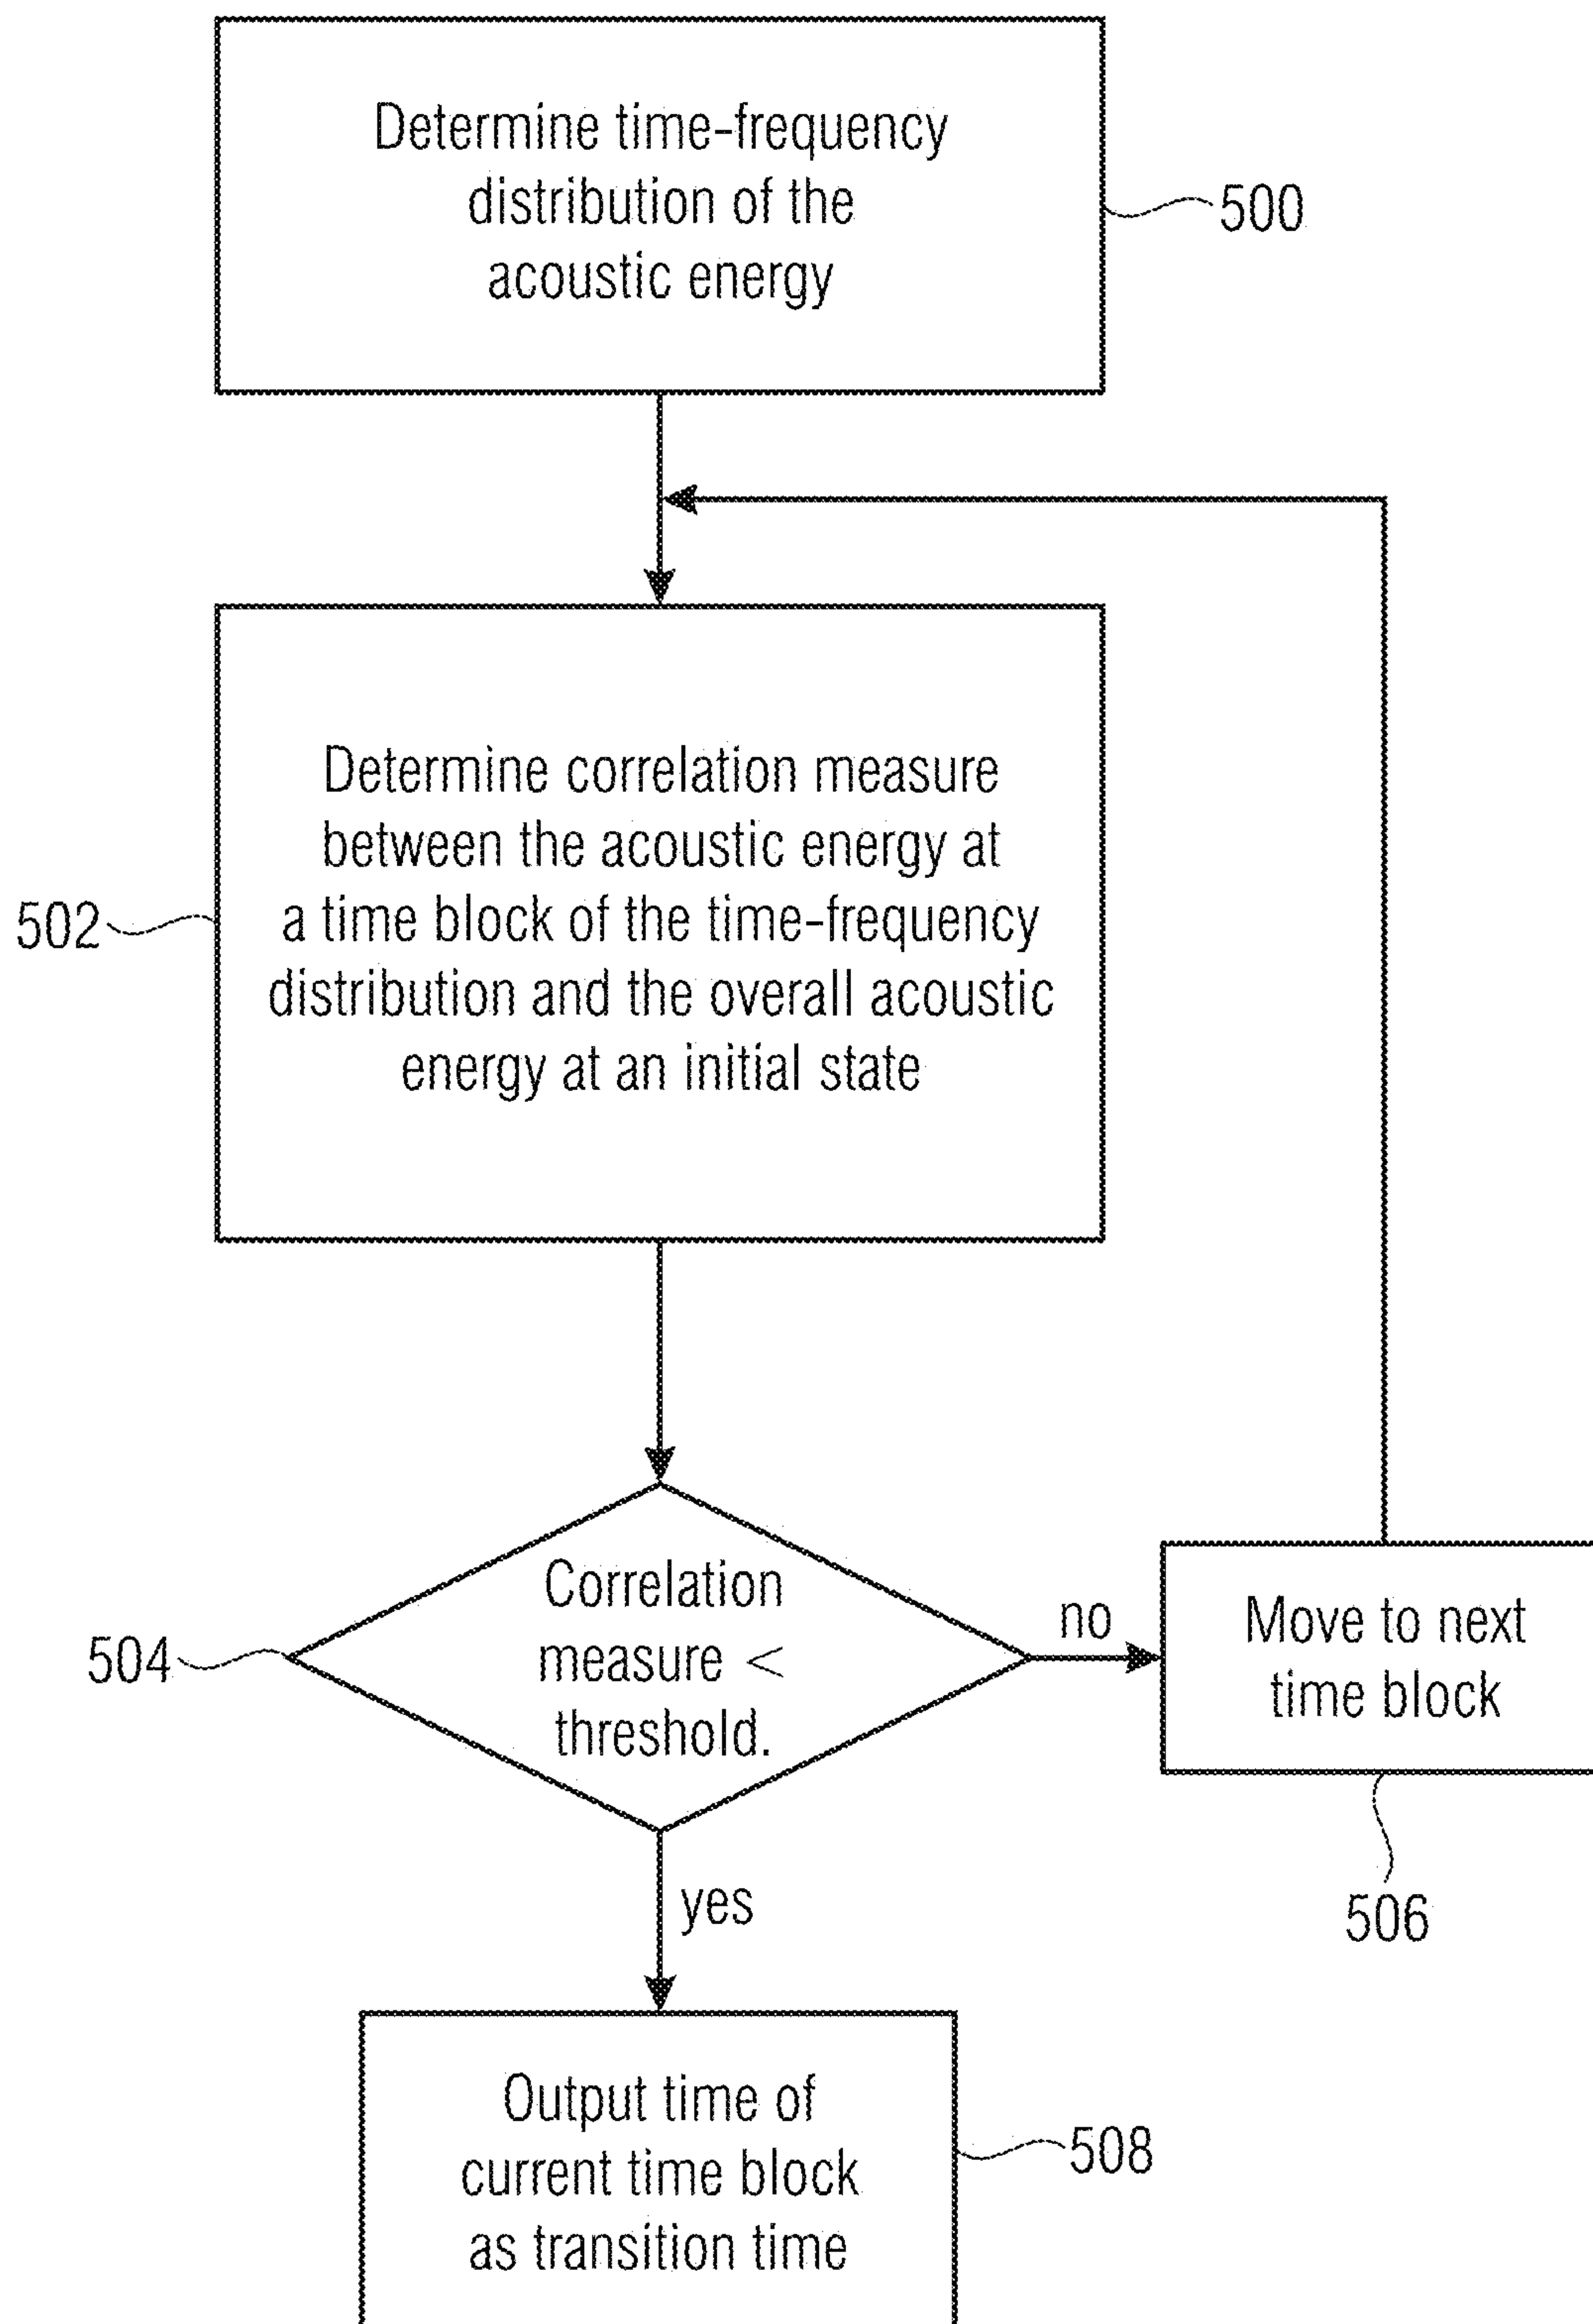 Determine time-frequency
distribution of the
acoustic energy
500
Determine correlation measure
between the acoustic energy at
a time block of the time-frequency
distribution and the overall acoustic
energy at an initial state
502
Correlation
measure <
threshold.
504
no
Move to next
time block
506
yes
Output time of
current time block
as transition time
508